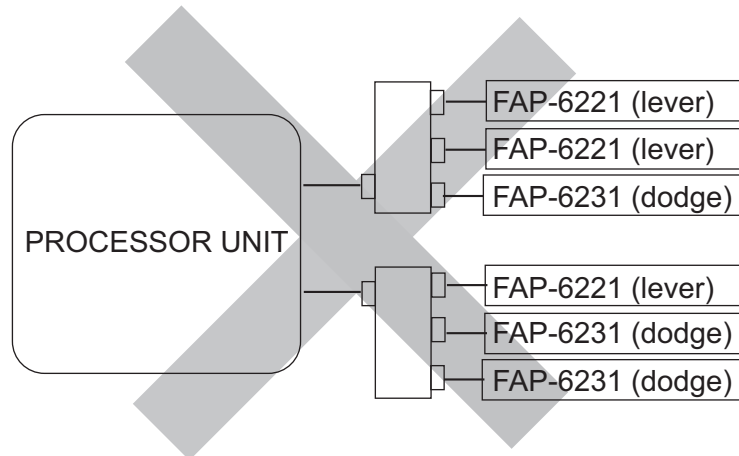 FAP-6221 (lever)
FAP-6221 (lever)
FAP-6231 (dodge)
PROCESSOR UNIT
FAP-6221 (lever)
FAP-6231 (dodge)
FAP-6231 (dodge)